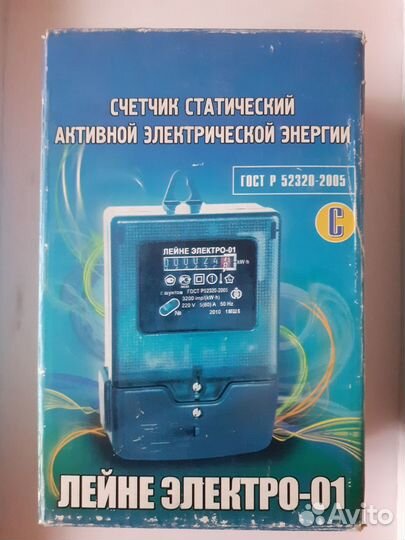 СЧЕТЧИК СТАТИЧЕСКИЙ
АКТИВНОЙ ЭЛЕКТРИЧЕСКОЙ ЭНЕРГИИ
ГОСТ Р 52320-2005
С
ЛЕЙНЕ ЭЛЕКТРО-01
kW·h
ГОСТ Р52320-2005
3200 imp/(kW·h)
220 V 5(60) A 50 Hz
№ 2010
ЛЕЙНЕ ЭЛЕКТРО-01
Avito